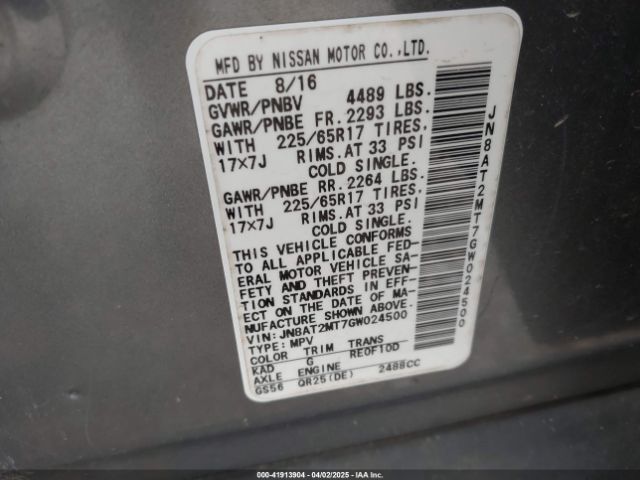 MFD BY NISSAN MOTOR CO.,LTD.
DATE 8/16
GVWR/PNBV 4489 LBS.
GAWR/PNBE FR. 2293 LBS.
WITH 225/65R17 TIRES,
17×7J RIMS. AT 33 PSI
COLD SINGLE.
GAWR/PNBE RR. 2264 LBS.
WITH 225/65R17 TIRES,
17×7J RIMS. AT 33 PSI
COLD SINGLE.
THIS VEHICLE CONFORMS
TO ALL APPLICABLE FED-
ERAL MOTOR VEHICLE SA-
FETY AND THEFT PREVEN-
TION STANDARDS IN EFF-
ECT ON THE DATE OF MA-
NUFACTURE SHOWN ABOVE.
VIN: JN8AT2MT7GW024500
TYPE: MPV
COLOR TRIM TRANS
KAD G RE0F10D
AXLE ENGINE
GS56 QR25(DE) 2488CC
JN8AT2MT7GW024500
000-41913904 - 04/02/2025 - IAA Inc.